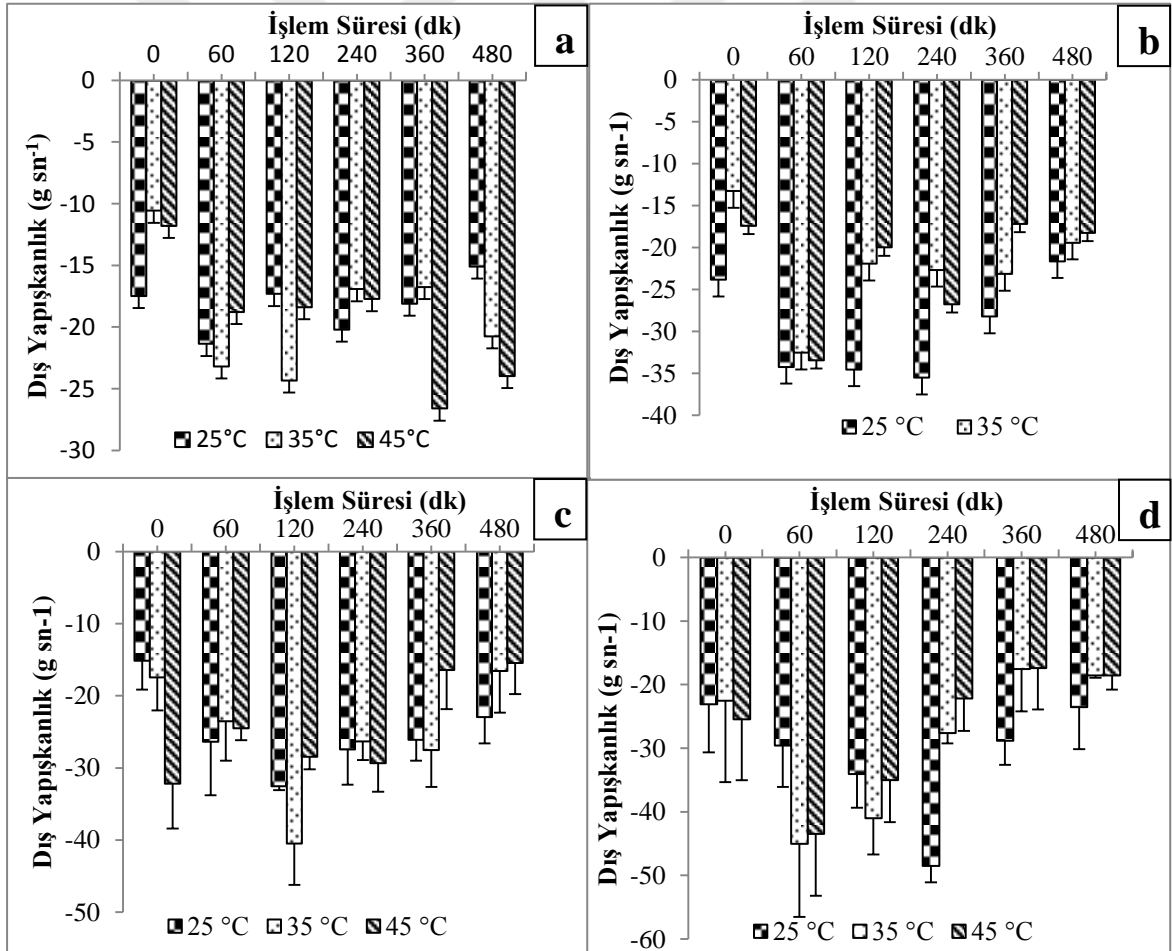 İşlem Süresi (dk)
a
0 60 120 240 360 480
0
-5
-10
-15
-20
-25
-30
Dış Yapışkanlık (g sn-1)
25°C 35°C 45°C
İşlem Süresi (dk)
b
0 60 120 240 360 480
0
-5
-10
-15
-20
-25
-30
-35
-40
Dış Yapışkanlık (g sn-1)
25 °C 35 °C
İşlem Süresi (dk)
c
0 60 120 240 360 480
0
-10
-20
-30
-40
-50
Dış Yapışkanlık (g sn-1)
25 °C 35 °C 45 °C
İşlem Süresi (dk)
d
0 60 120 240 360 480
0
-10
-20
-30
-40
-50
-60
Dış Yapışkanlık (g sn-1)
25 °C 35 °C 45 °C